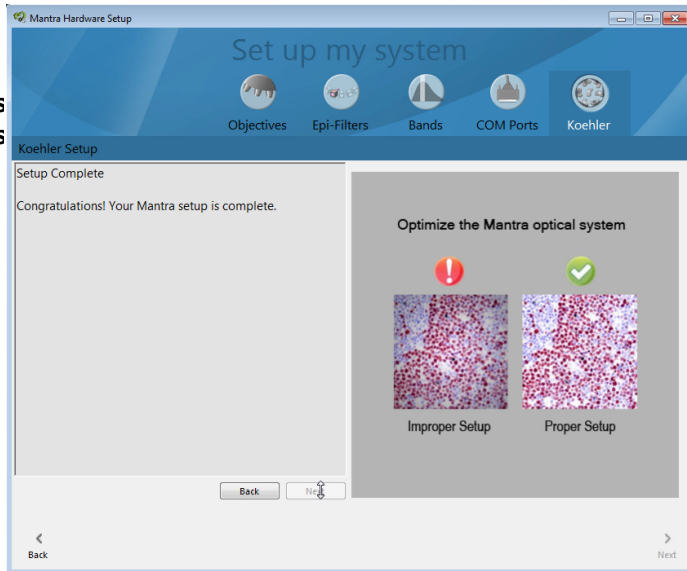 Mantra Hardware Setup
Set up my system
Objectives Epi-Filters Bands COM Ports Koehler
Koehler Setup
Setup Complete
Congratulations! Your Mantra setup is complete.
Optimize the Mantra optical system
Improper Setup Proper Setup
Back Next
Back Next
s
s